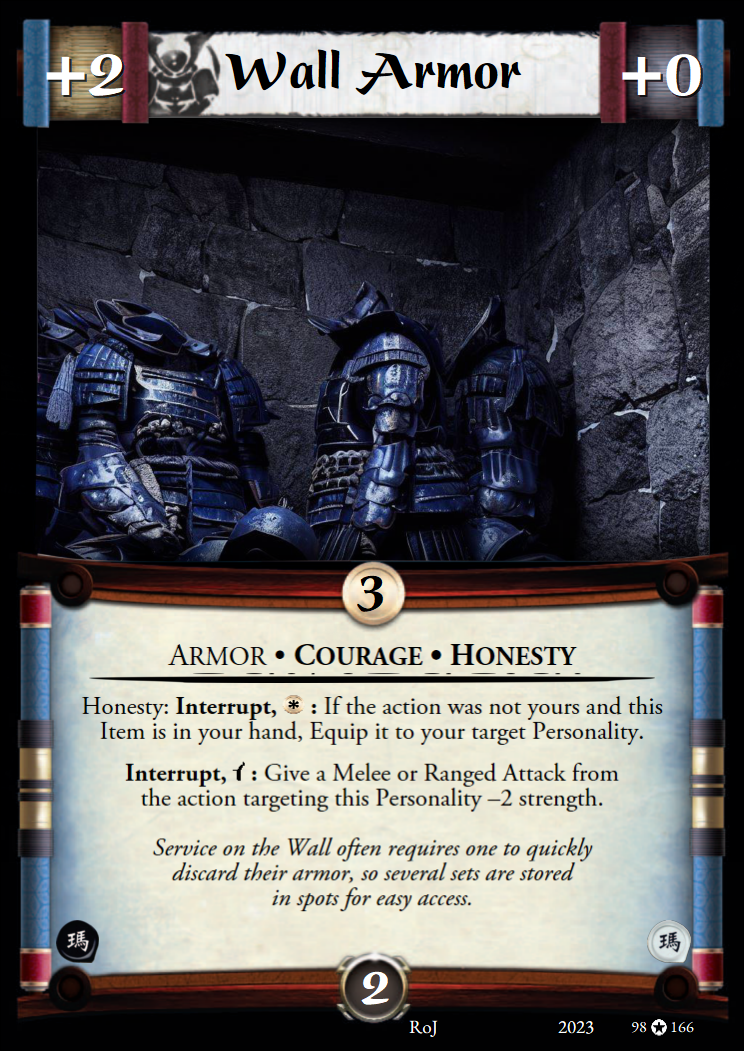 +2 Wall Armor +0
3
ARMOR • COURAGE • HONESTY
Honesty: Interrupt, : If the action was not yours and this
Item is in your hand, Equip it to your target Personality.
Interrupt, : Give a Melee or Ranged Attack from
the action targeting this Personality –2 strength.
Service on the Wall often requires one to quickly
discard their armor, so several sets are stored
in spots for easy access.
瑪 瑪
2
RoJ 2023 98 ✪ 166